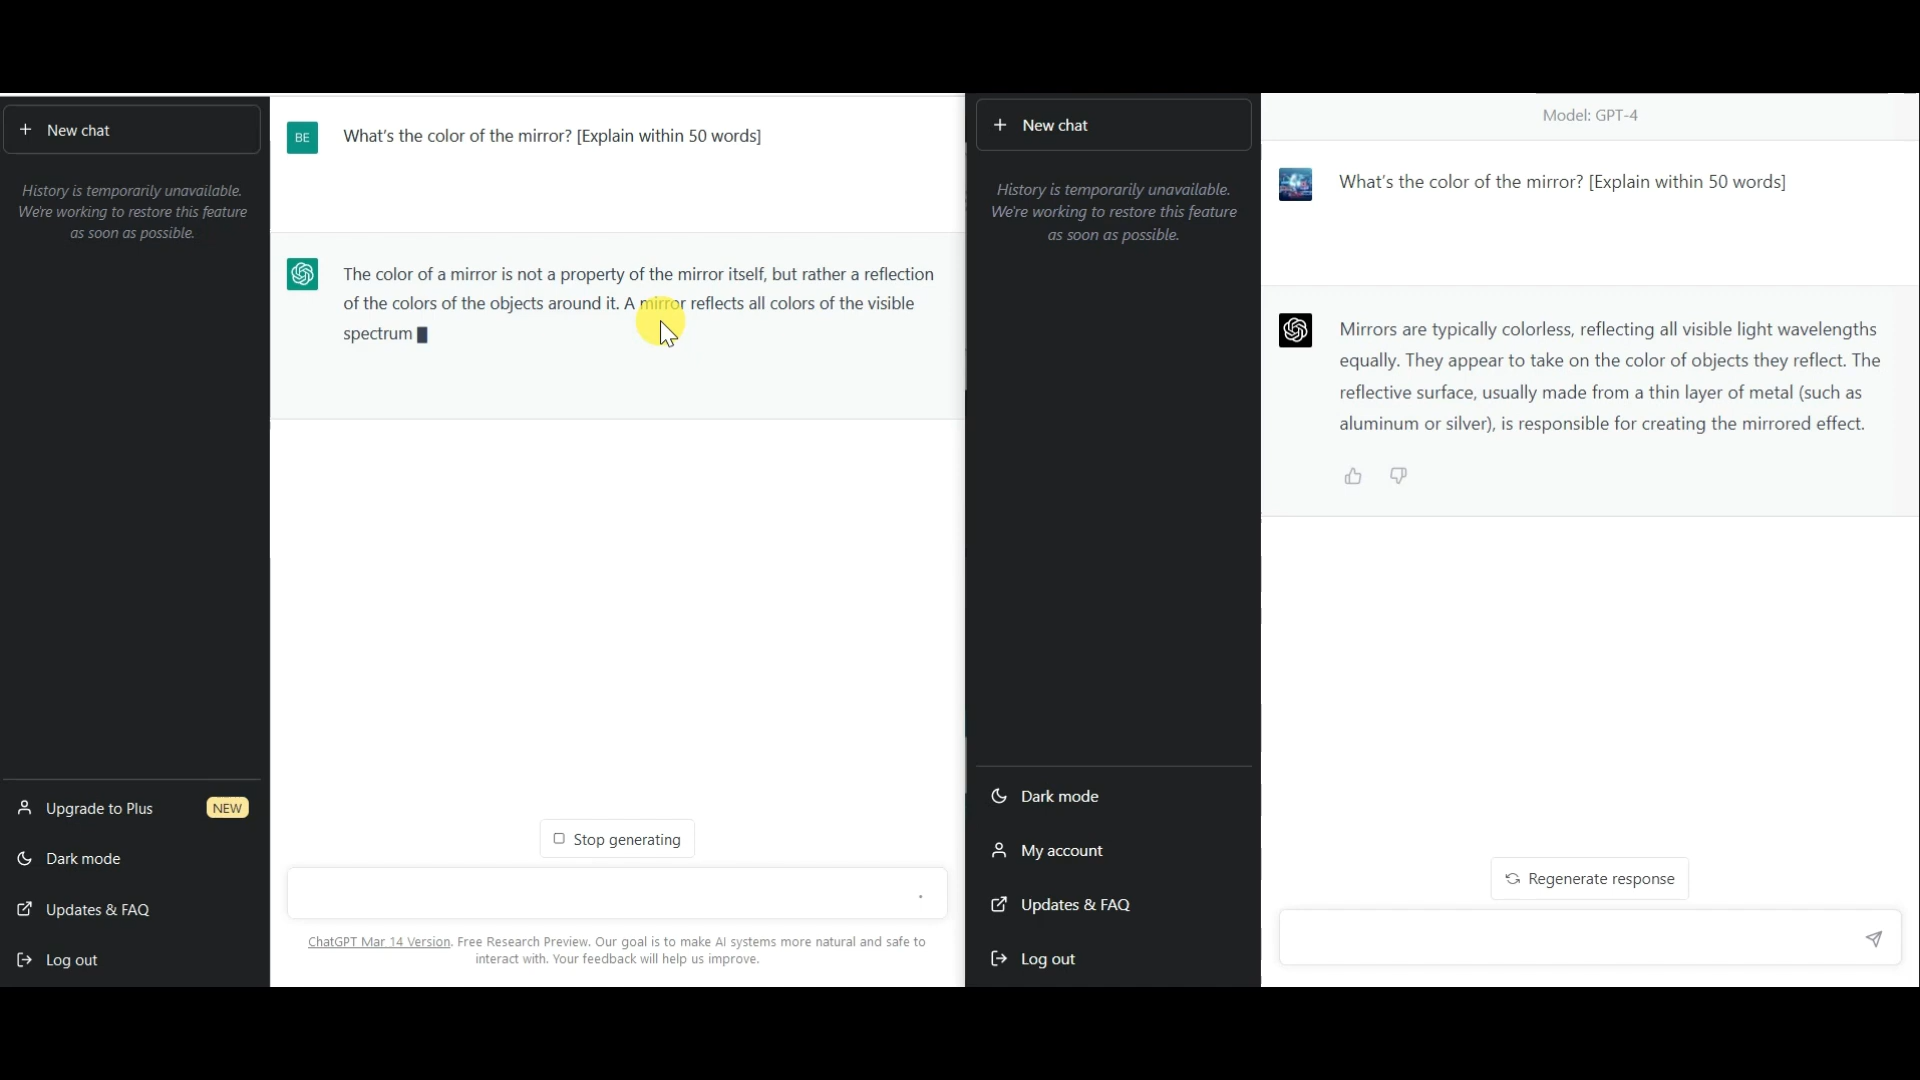 New chat
History is temporarily unavailable.
We're working to restore this feature
as soon as possible.
Upgrade to Plus NEW
Dark mode
Updates & FAQ
Log out
BE What's the color of the mirror? [Explain within 50 words]
The color of a mirror is not a property of the mirror itself, but rather a reflection
of the colors of the objects around it. A mirror reflects all colors of the visible
spectrum
Stop generating
ChatGPT Mar 14 Version. Free Research Preview. Our goal is to make AI systems more natural and safe to
interact with. Your feedback will help us improve.
New chat
History is temporarily unavailable.
We're working to restore this feature
as soon as possible.
Dark mode
My account
Updates & FAQ
Log out
Model: GPT-4
What's the color of the mirror? [Explain within 50 words]
Mirrors are typically colorless, reflecting all visible light wavelengths
equally. They appear to take on the color of objects they reflect. The
reflective surface, usually made from a thin layer of metal (such as
aluminum or silver), is responsible for creating the mirrored effect.
Regenerate response